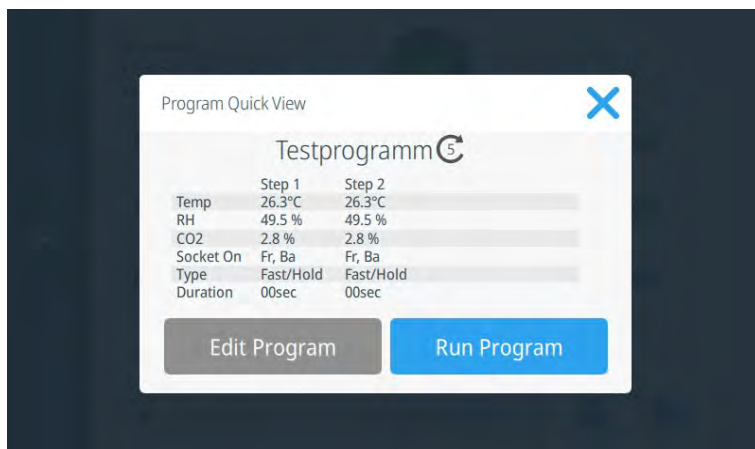 Program Quick View
Testprogramm 5
Step 1 Step 2
Temp 26.3°C 26.3°C
RH 49.5 % 49.5 %
CO2 2.8 % 2.8 %
Socket On Fr, Ba Fr, Ba
Type Fast/Hold Fast/Hold
Duration 00sec 00sec
Edit Program Run Program